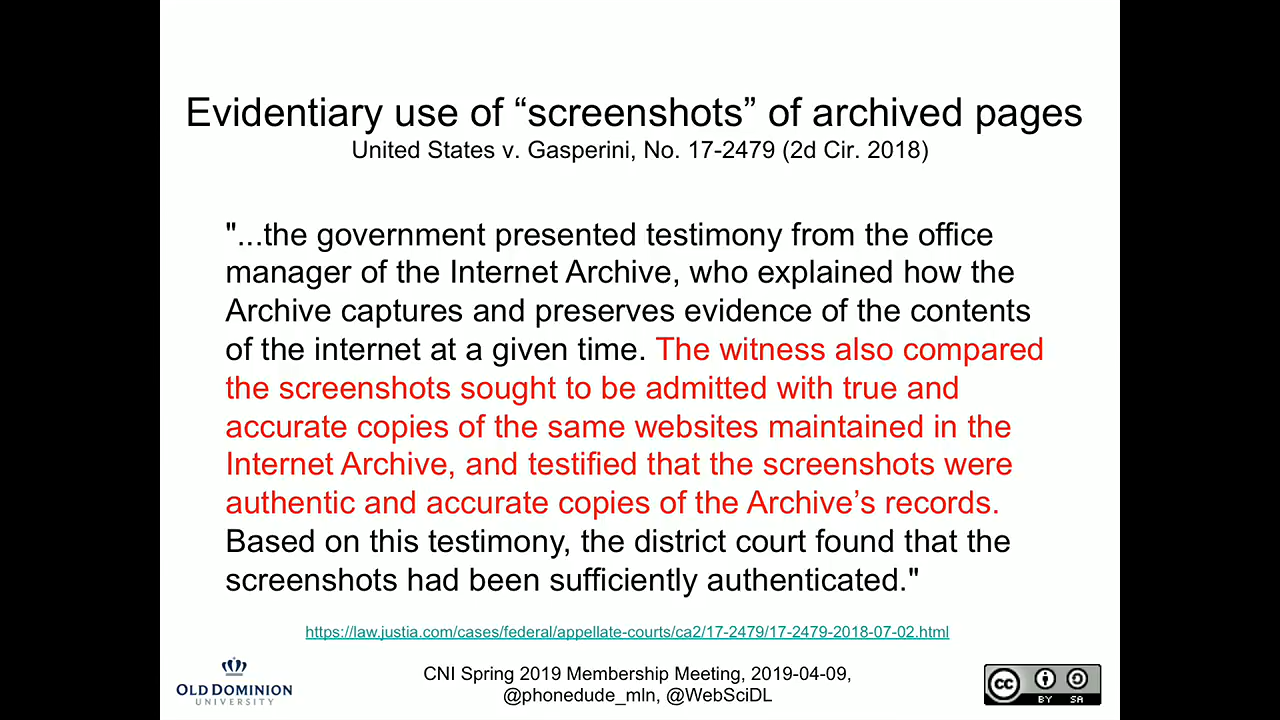 Evidentiary use of “screenshots” of archived pages
United States v. Gasperini, No. 17-2479 (2d Cir. 2018)
"...the government presented testimony from the office
manager of the Internet Archive, who explained how the
Archive captures and preserves evidence of the contents
of the internet at a given time. The witness also compared
the screenshots sought to be admitted with true and
accurate copies of the same websites maintained in the
Internet Archive, and testified that the screenshots were
authentic and accurate copies of the Archive’s records.
Based on this testimony, the district court found that the
screenshots had been sufficiently authenticated."
https://law.justia.com/cases/federal/appellate-courts/ca2/17-2479/17-2479-2018-07-02.html
OLD DOMINION
UNIVERSITY
CNI Spring 2019 Membership Meeting, 2019-04-09,
@phonedude_mln, @WebSciDL
cc
BY SA